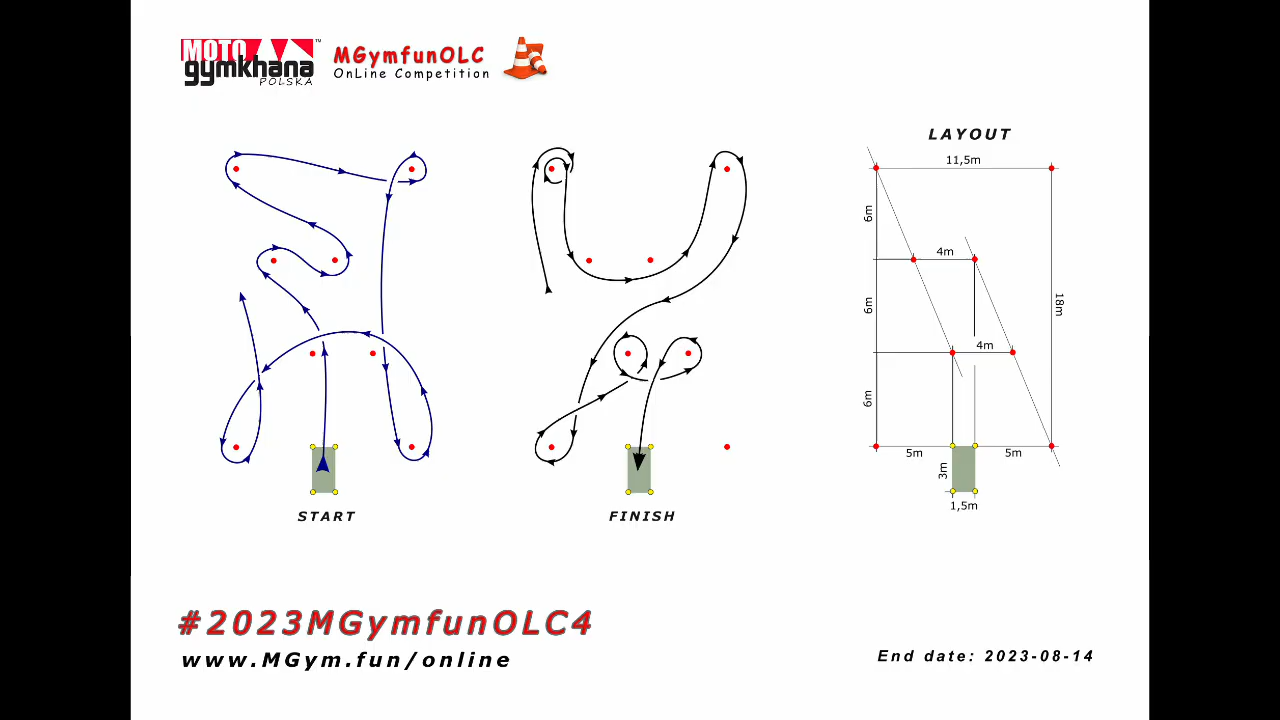 MOTO
gymkhana
POLSKA
™
MGymfunOLC
OnLine Competition
LAYOUT
11,5m
6m
4m
6m
18m
4m
6m
5m
5m
3m
1,5m
START
FINISH
#2023MGymfunOLC4
www.MGym.fun/online
End date: 2023-08-14